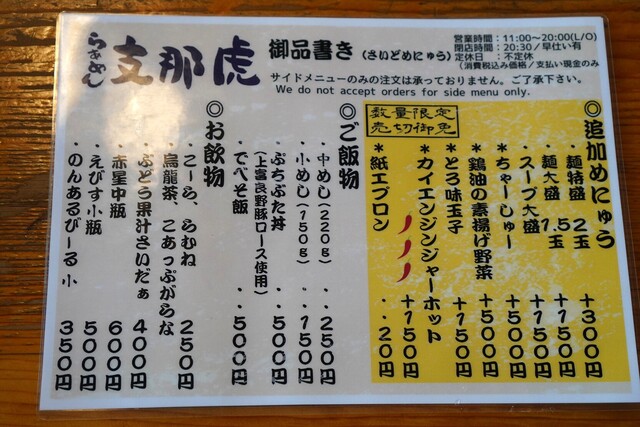 らぁめん 支那虎
御品書き(さいどめにゅう)
営業時間：11:00～20:00(L/O)
閉店時間：20:30／早仕い有
定休日：不定休
(消費税込み価格／支払い現金のみ
サイドメニューのみの注文は承っておりません。ご了承下さい。
We do not accept orders for side menu only.
◎追加めにゅう
・麺特盛 2玉 +300円
・麺大盛 1.5玉 +150円
・スープ大盛 +150円
・ちゃーしゅー +500円
*鶏油の素揚げ野菜 +500円
*とろ味玉子 +150円
*カイエンジンジャーホット +150円
*紙エプロン ・・20円
数量限定
売切御免
◎ご飯物
・中めし(220g) ・・250円
・小めし(150g) ・・150円
・ぶちぶた丼 ・・500円
(上富良野豚ロース使用)
・でべそ飯 ・・500円
◎お飲物
・こーら、らむね 250円
・烏龍茶、こあっぷがらな
・ぶどう果汁さいだぁ 400円
・赤星中瓶 600円
・えびす小瓶 500円
・のんあるびーる 小 350円